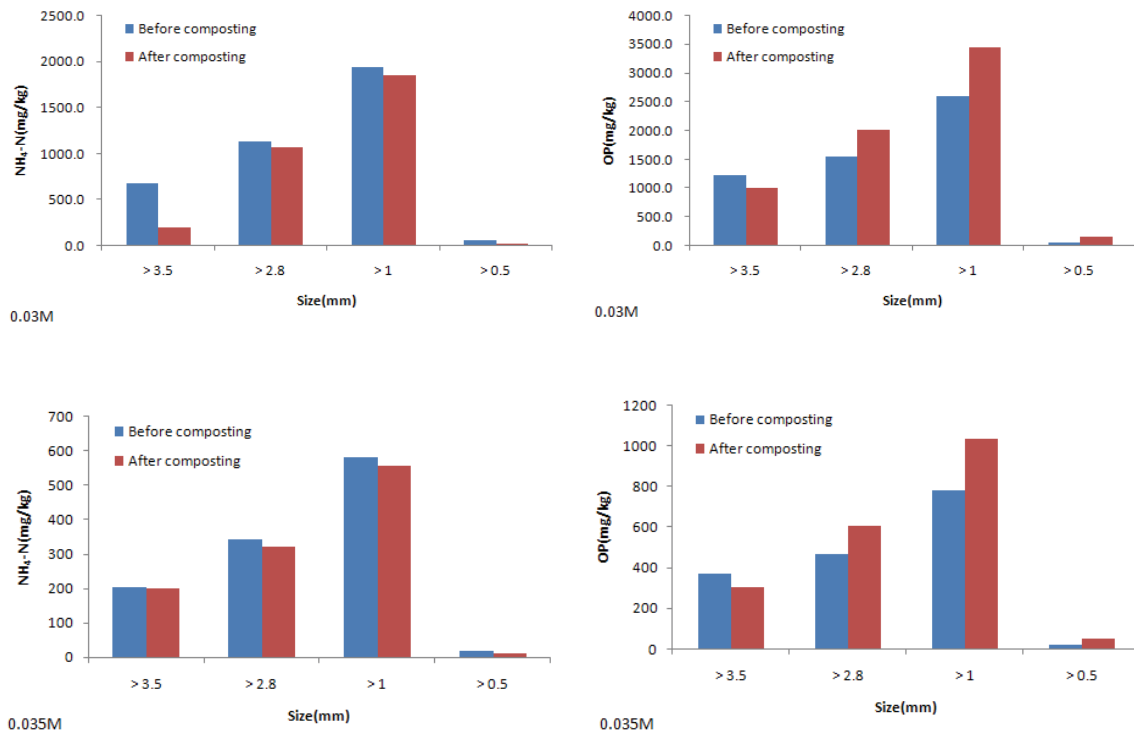 2500.0
2000.0
1500.0
1000.0
500.0
0.0
NH₄-N(mg/kg)
Before composting
After composting
> 3.5
> 2.8
> 1
> 0.5
Size(mm)
0.03M
4000.0
3500.0
3000.0
2500.0
2000.0
1500.0
1000.0
500.0
0.0
OP(mg/kg)
Before composting
After composting
> 3.5
> 2.8
> 1
> 0.5
Size(mm)
0.03M
700
600
500
400
300
200
100
0
NH₄-N(mg/kg)
Before composting
After composting
> 3.5
> 2.8
> 1
> 0.5
Size(mm)
0.035M
1200
1000
800
600
400
200
0
OP(mg/kg)
Before composting
After composting
> 3.5
> 2.8
> 1
> 0.5
Size(mm)
0.035M